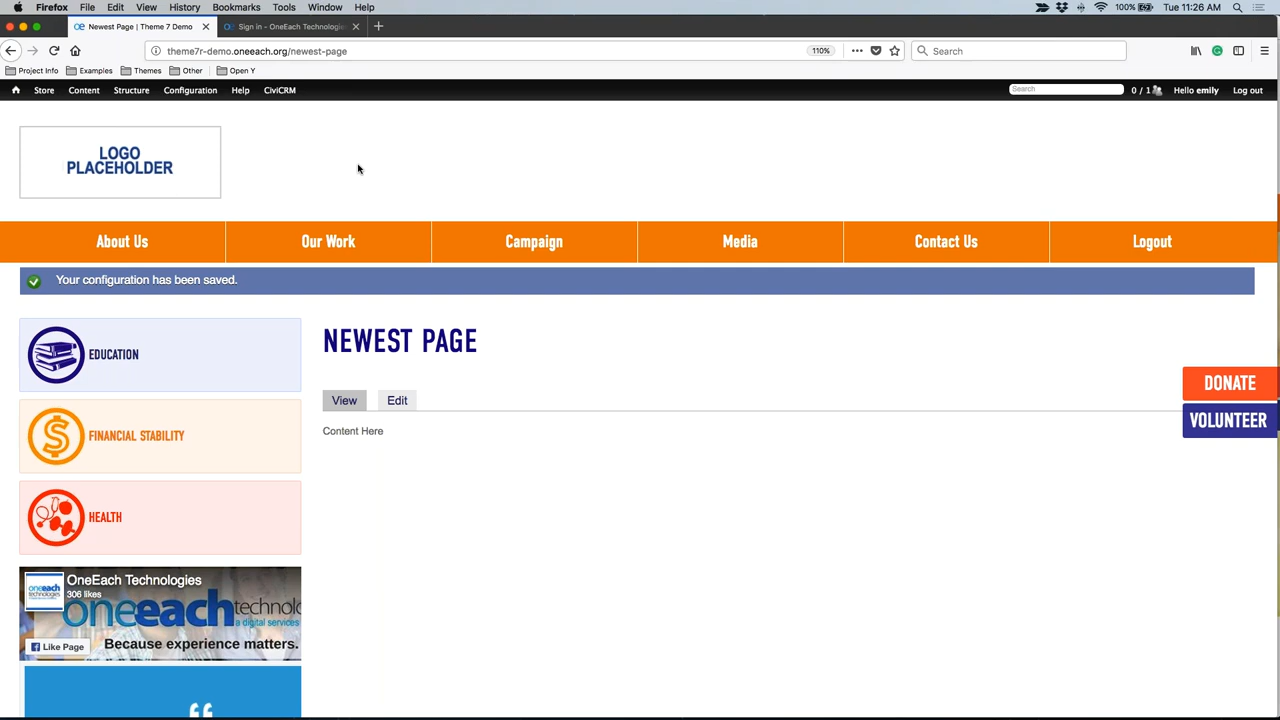 Firefox File Edit View History Bookmarks Tools Window Help 100% Tue 11:26 AM
Newest Page | Theme 7 Demo Sign in - OneEach Technologies
theme7r-demo.oneeach.org/newest-page 110% Search
Project Info Examples Themes Other Open Y
Store Content Structure Configuration Help CiviCRM Search 0 / 1 Hello emily Log out
LOGO
PLACEHOLDER
About Us Our Work Campaign Media Contact Us Logout
Your configuration has been saved.
EDUCATION
FINANCIAL STABILITY
HEALTH
NEWEST PAGE
View Edit
Content Here
DONATE
VOLUNTEER
OneEach Technologies
306 likes
oneeach technolo
a digital services
Like Page Because experience matters.
“